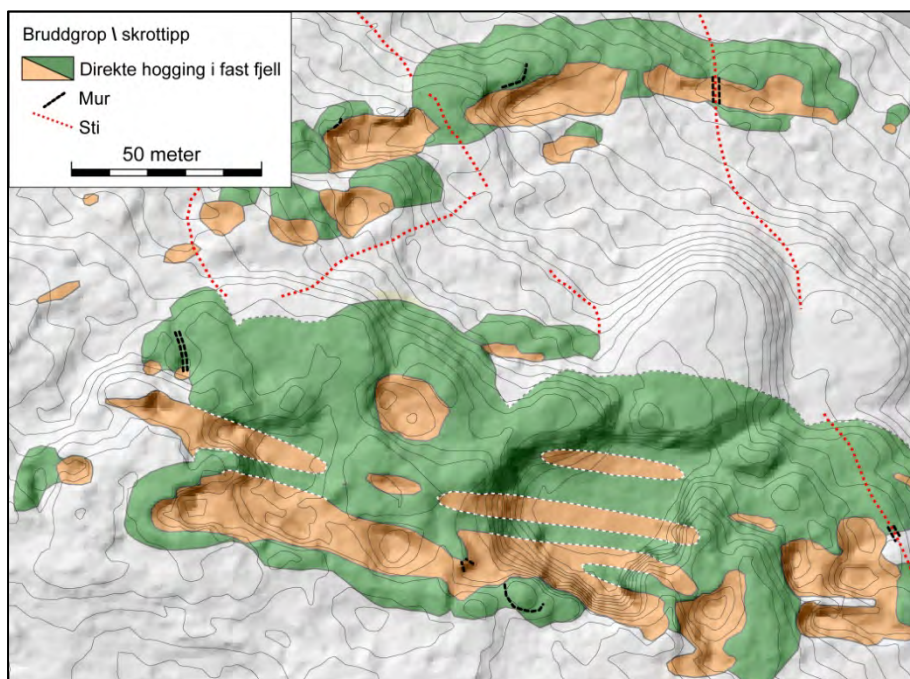 Bruddgrop \ skrottipp
Direkte hogging i fast fjell
Mur
Sti
50 meter